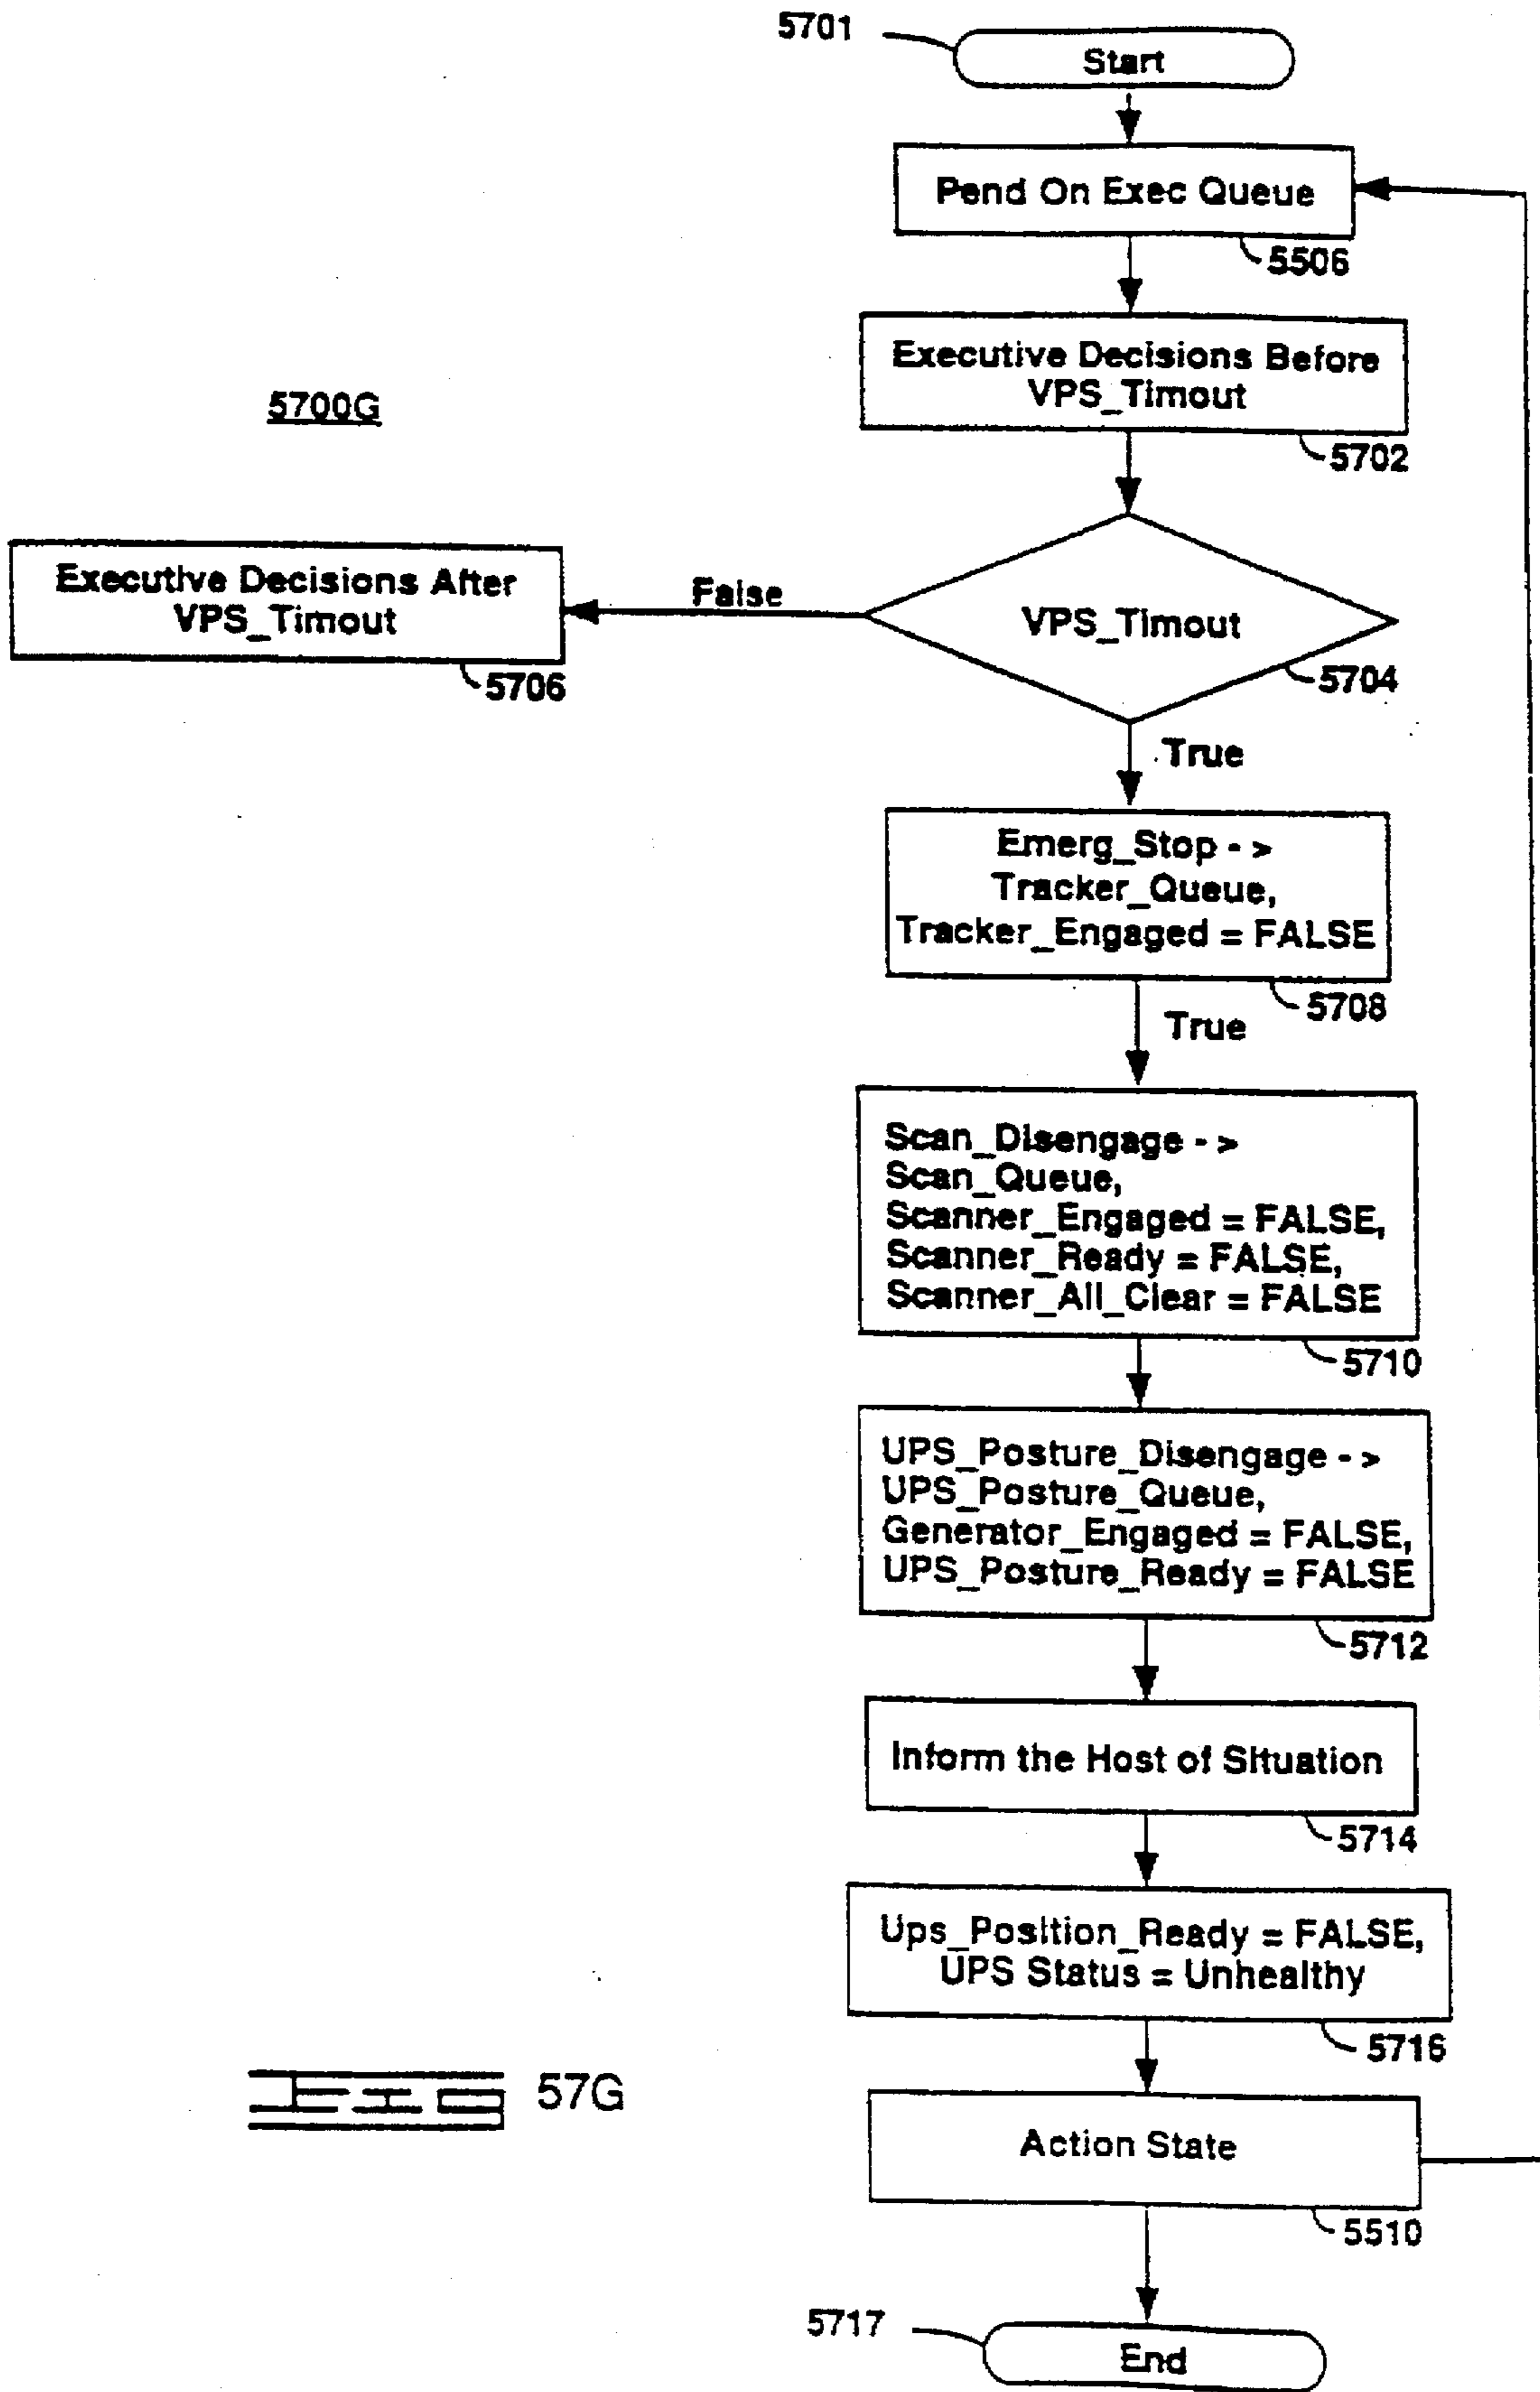 5701
Start
Pend On Exec Queue
5506
Executive Decisions Before
VPS_Timout
5702
5700G
VPS_Timout
5704
False
Executive Decisions After
VPS_Timout
5706
True
Emerg_Stop - >
Tracker_Queue,
Tracker_Engaged = FALSE
5708
True
Scan_Disengage - >
Scan_Queue,
Scanner_Engaged = FALSE,
Scanner_Ready = FALSE,
Scanner_All_Clear = FALSE
5710
UPS_Posture_Disengage - >
UPS_Posture_Queue,
Generator_Engaged = FALSE,
UPS_Posture_Ready = FALSE
5712
Inform the Host of Situation
5714
Ups_Position_Ready = FALSE,
UPS Status = Unhealthy
5716
FIG 57G
Action State
5510
5717
End